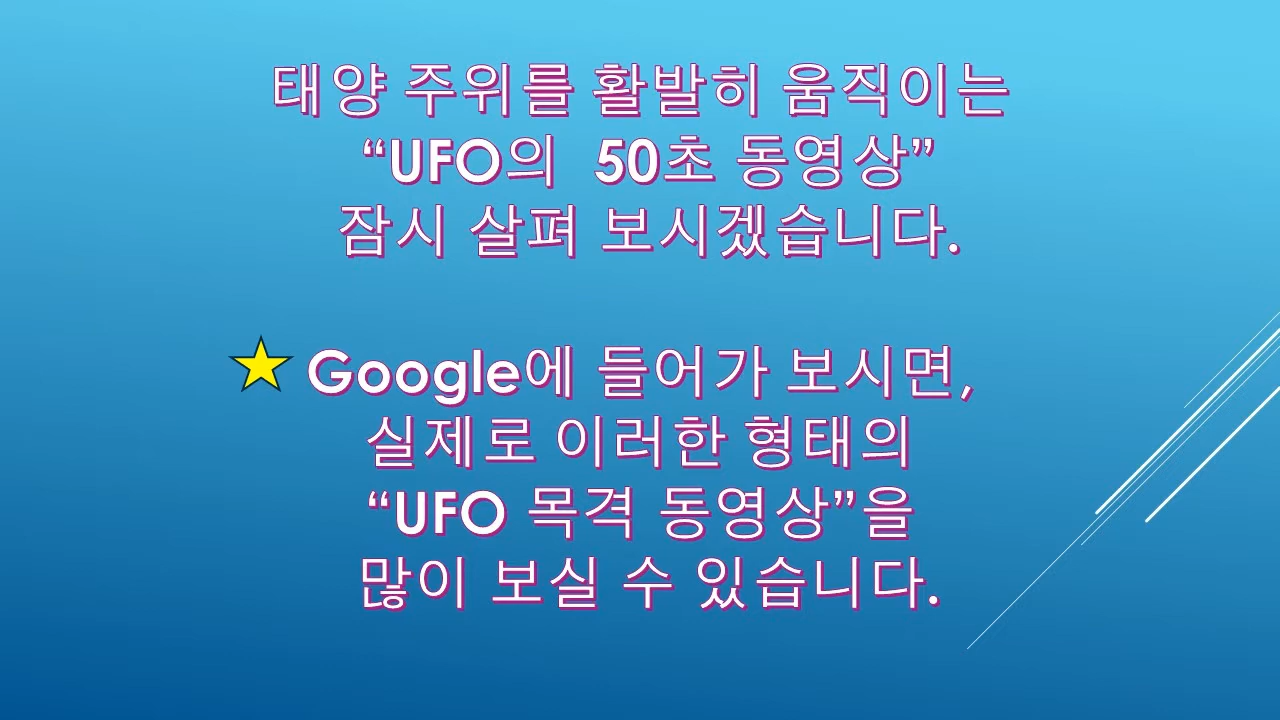 태양 주위를 활발히 움직이는
“UFO의 50초 동영상”
잠시 살펴 보시겠습니다.
Google에 들어가 보시면,
실제로 이러한 형태의
“UFO 목격 동영상”을
많이 보실 수 있습니다.